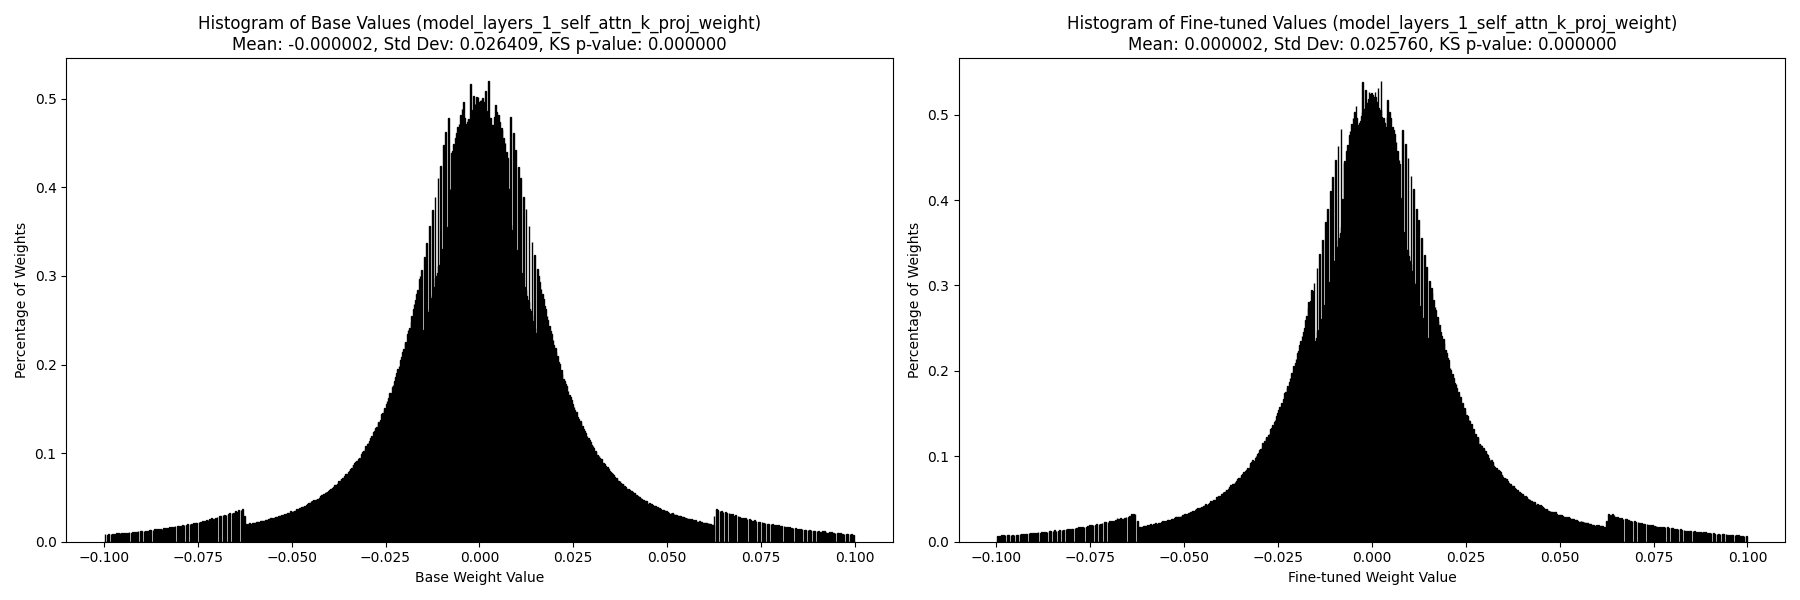 Histogram of Base Values (model_layers_1_self_attn_k_proj_weight)
Mean: -0.000002, Std Dev: 0.026409, KS p-value: 0.000000
Percentage of Weights
0.5
0.4
0.3
0.2
0.1
0.0
−0.100 −0.075 −0.050 −0.025 0.000 0.025 0.050 0.075 0.100
Base Weight Value
Histogram of Fine-tuned Values (model_layers_1_self_attn_k_proj_weight)
Mean: 0.000002, Std Dev: 0.025760, KS p-value: 0.000000
Percentage of Weights
0.5
0.4
0.3
0.2
0.1
0.0
−0.100 −0.075 −0.050 −0.025 0.000 0.025 0.050 0.075 0.100
Fine-tuned Weight Value